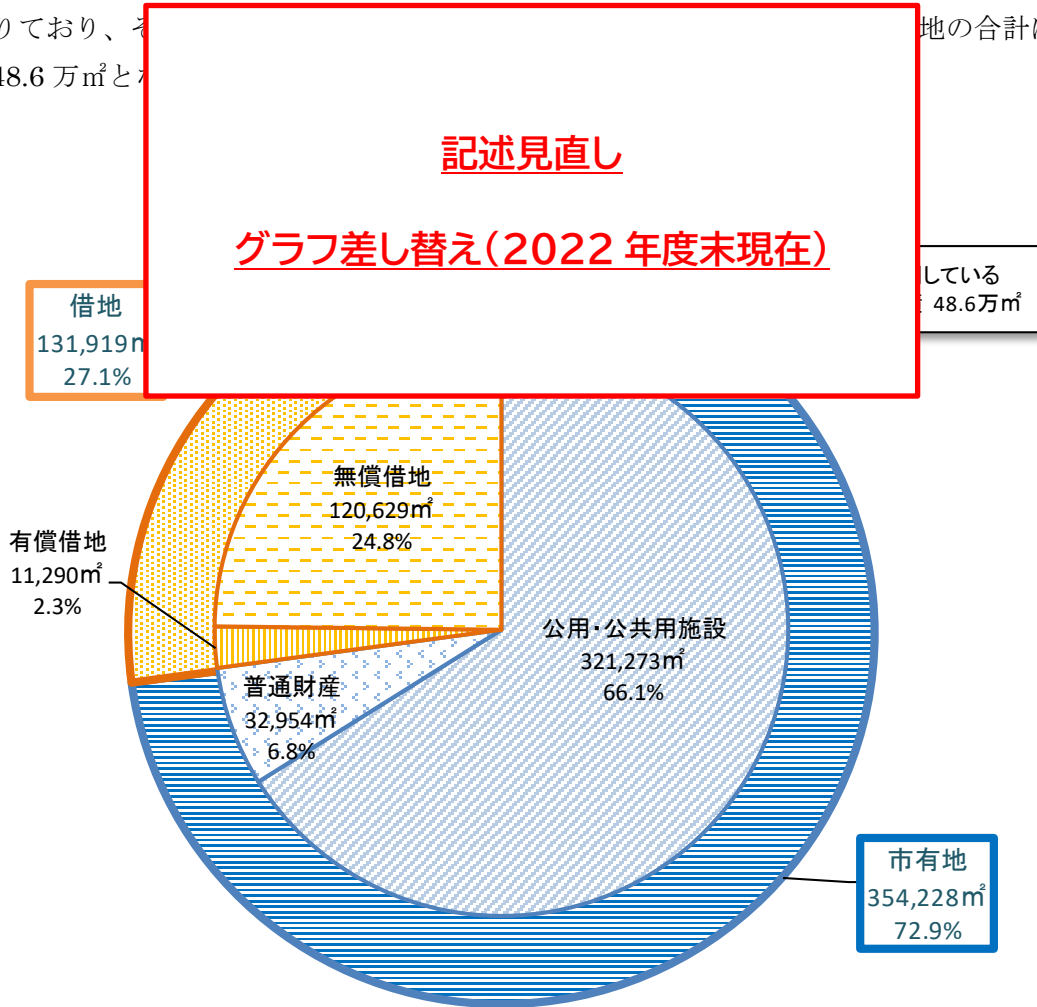 りており、そ
地の合計
48.6 万㎡と
記述見直し
グラフ差し替え(2022 年度末現在)
している
48.6万㎡
借地
131,919㎡
27.1%
無償借地
120,629㎡
24.8%
有償借地
11,290㎡
2.3%
公用・公共用施設
321,273㎡
66.1%
普通財産
32,954㎡
6.8%
市有地
354,228㎡
72.9%